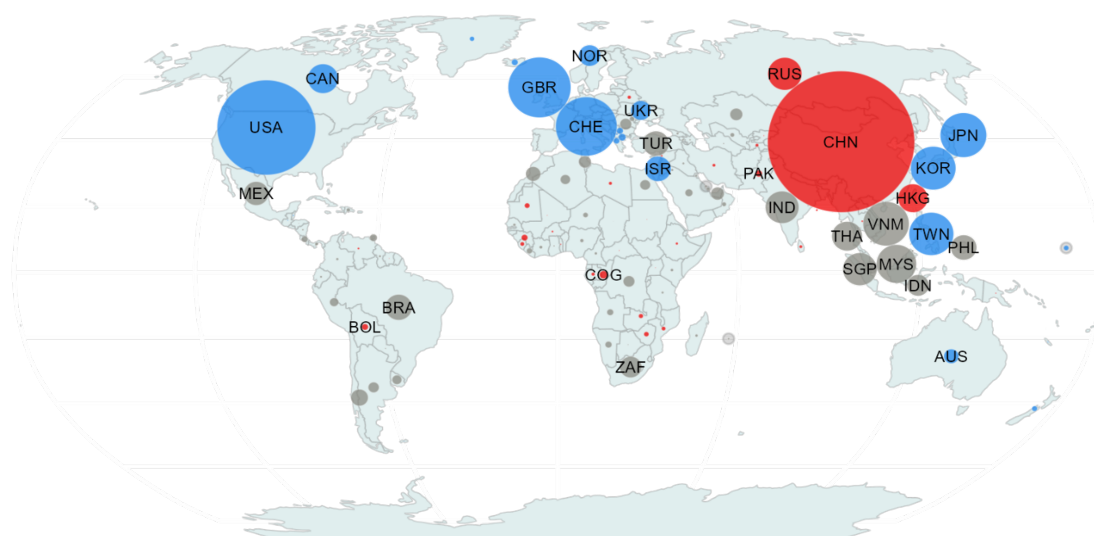 NOR
RUS
CAN
GBR
UKR
USA
CHE
JPN
TUR
CHN
ISR
PAK
KOR
MEX
HKG
IND
VNM
THA
TWN
PHL
SGP
MYS
COG
IDN
BRA
BOL
AUS
ZAF